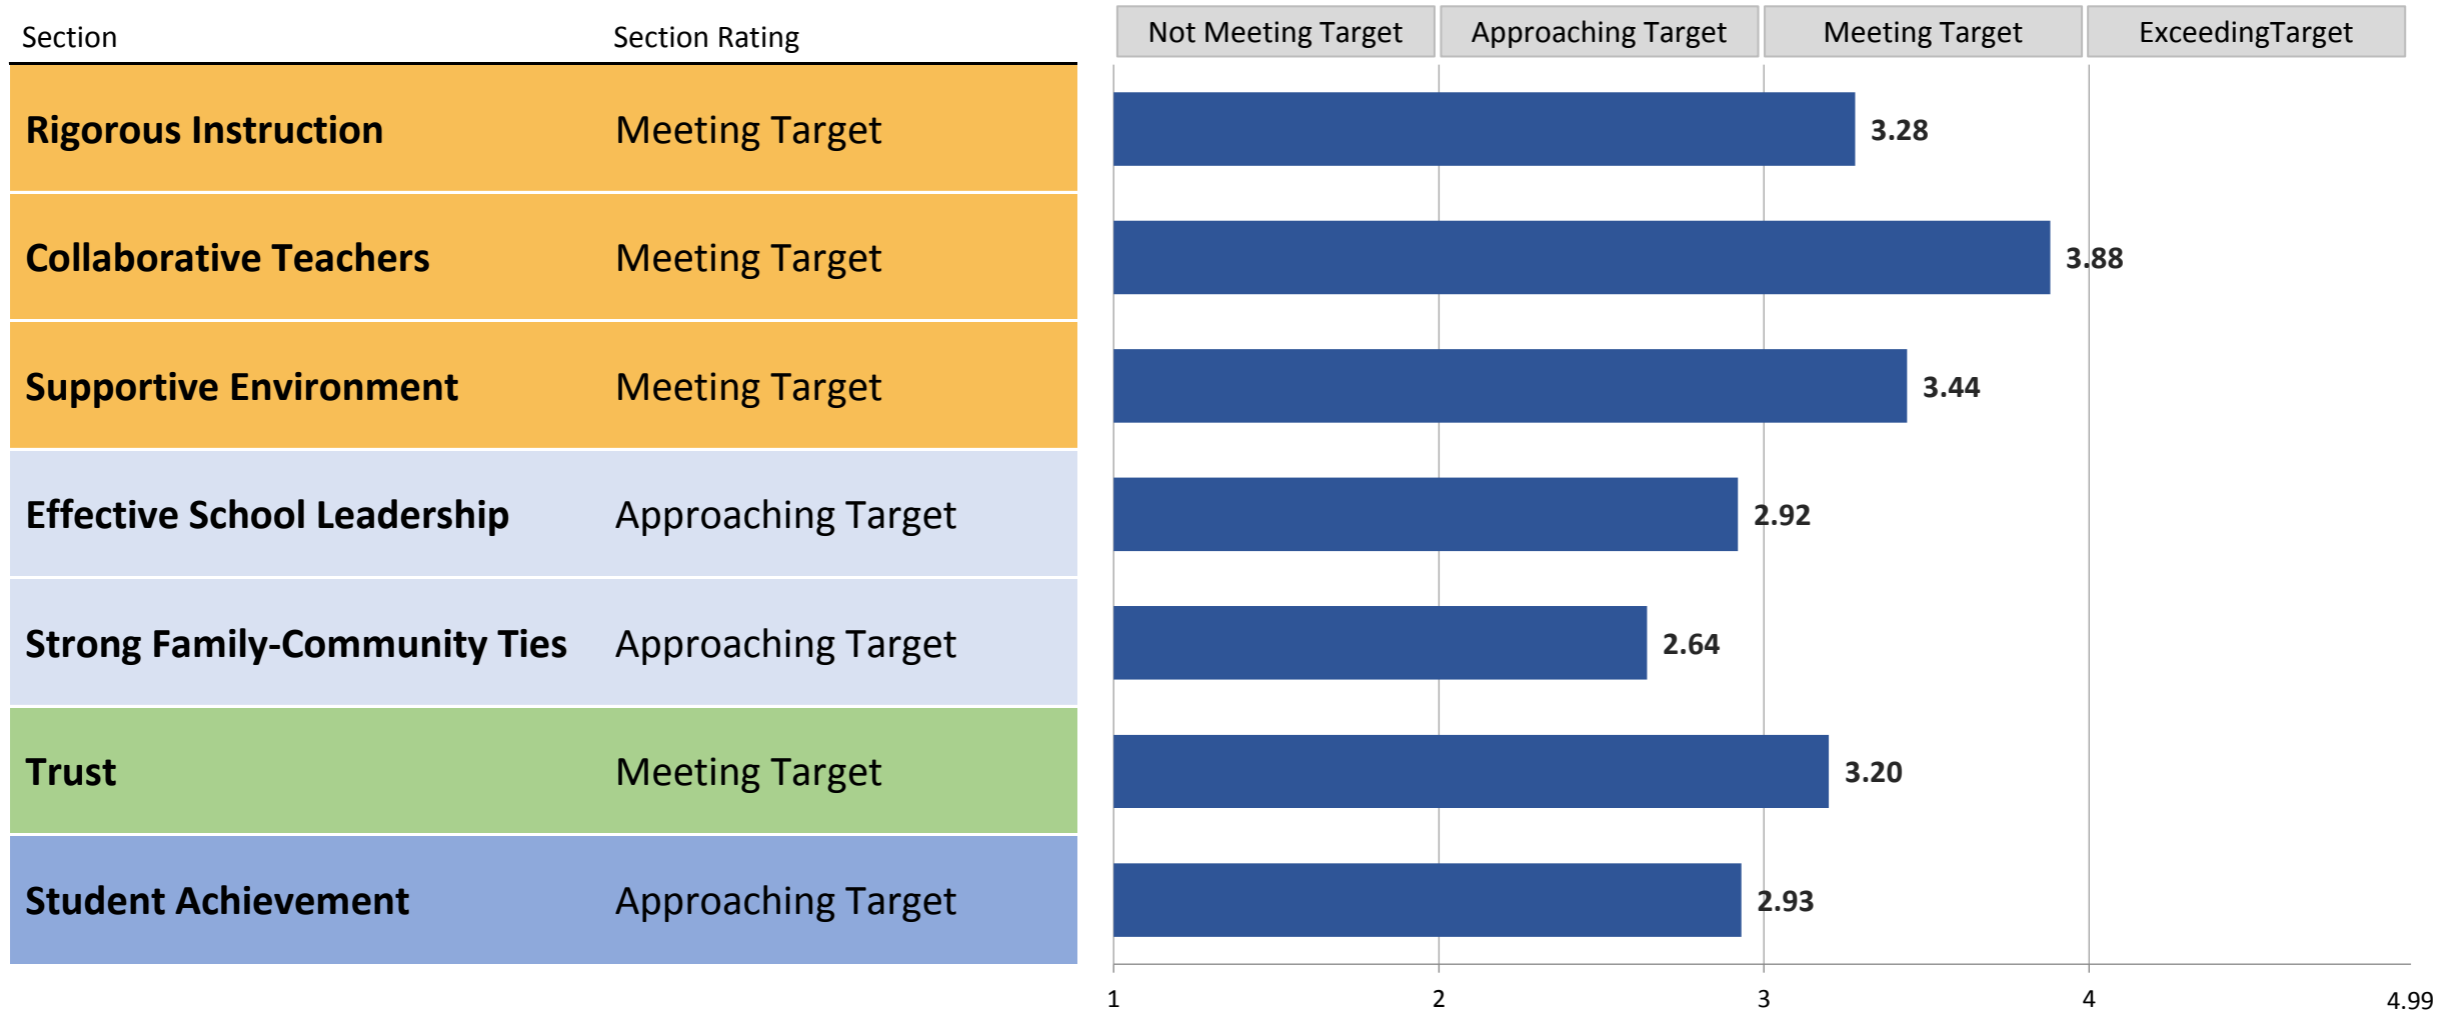 Section Section Rating Not Meeting Target Approaching Target Meeting Target ExceedingTarget
Rigorous Instruction Meeting Target 3.28
Collaborative Teachers Meeting Target 3.88
Supportive Environment Meeting Target 3.44
Effective School Leadership Approaching Target 2.92
Strong Family-Community Ties Approaching Target 2.64
Trust Meeting Target 3.20
Student Achievement Approaching Target 2.93
1 2 3 4 4.99